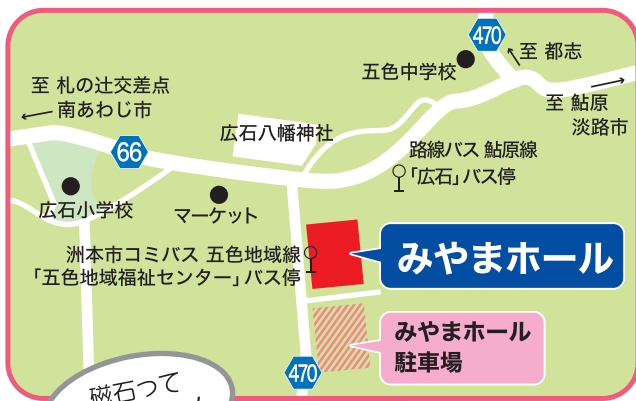 470
至 都志
五色中学校
至 札の辻交差点
南あわじ市
至 鮎原
淡路市
66
広石八幡神社
路線バス 鮎原線
「広石」バス停
広石小学校
マーケット
洲本市コミバス 五色地域線
「五色地域福祉センター」バス停
みやまホール
みやまホール
駐車場
470
磁石って